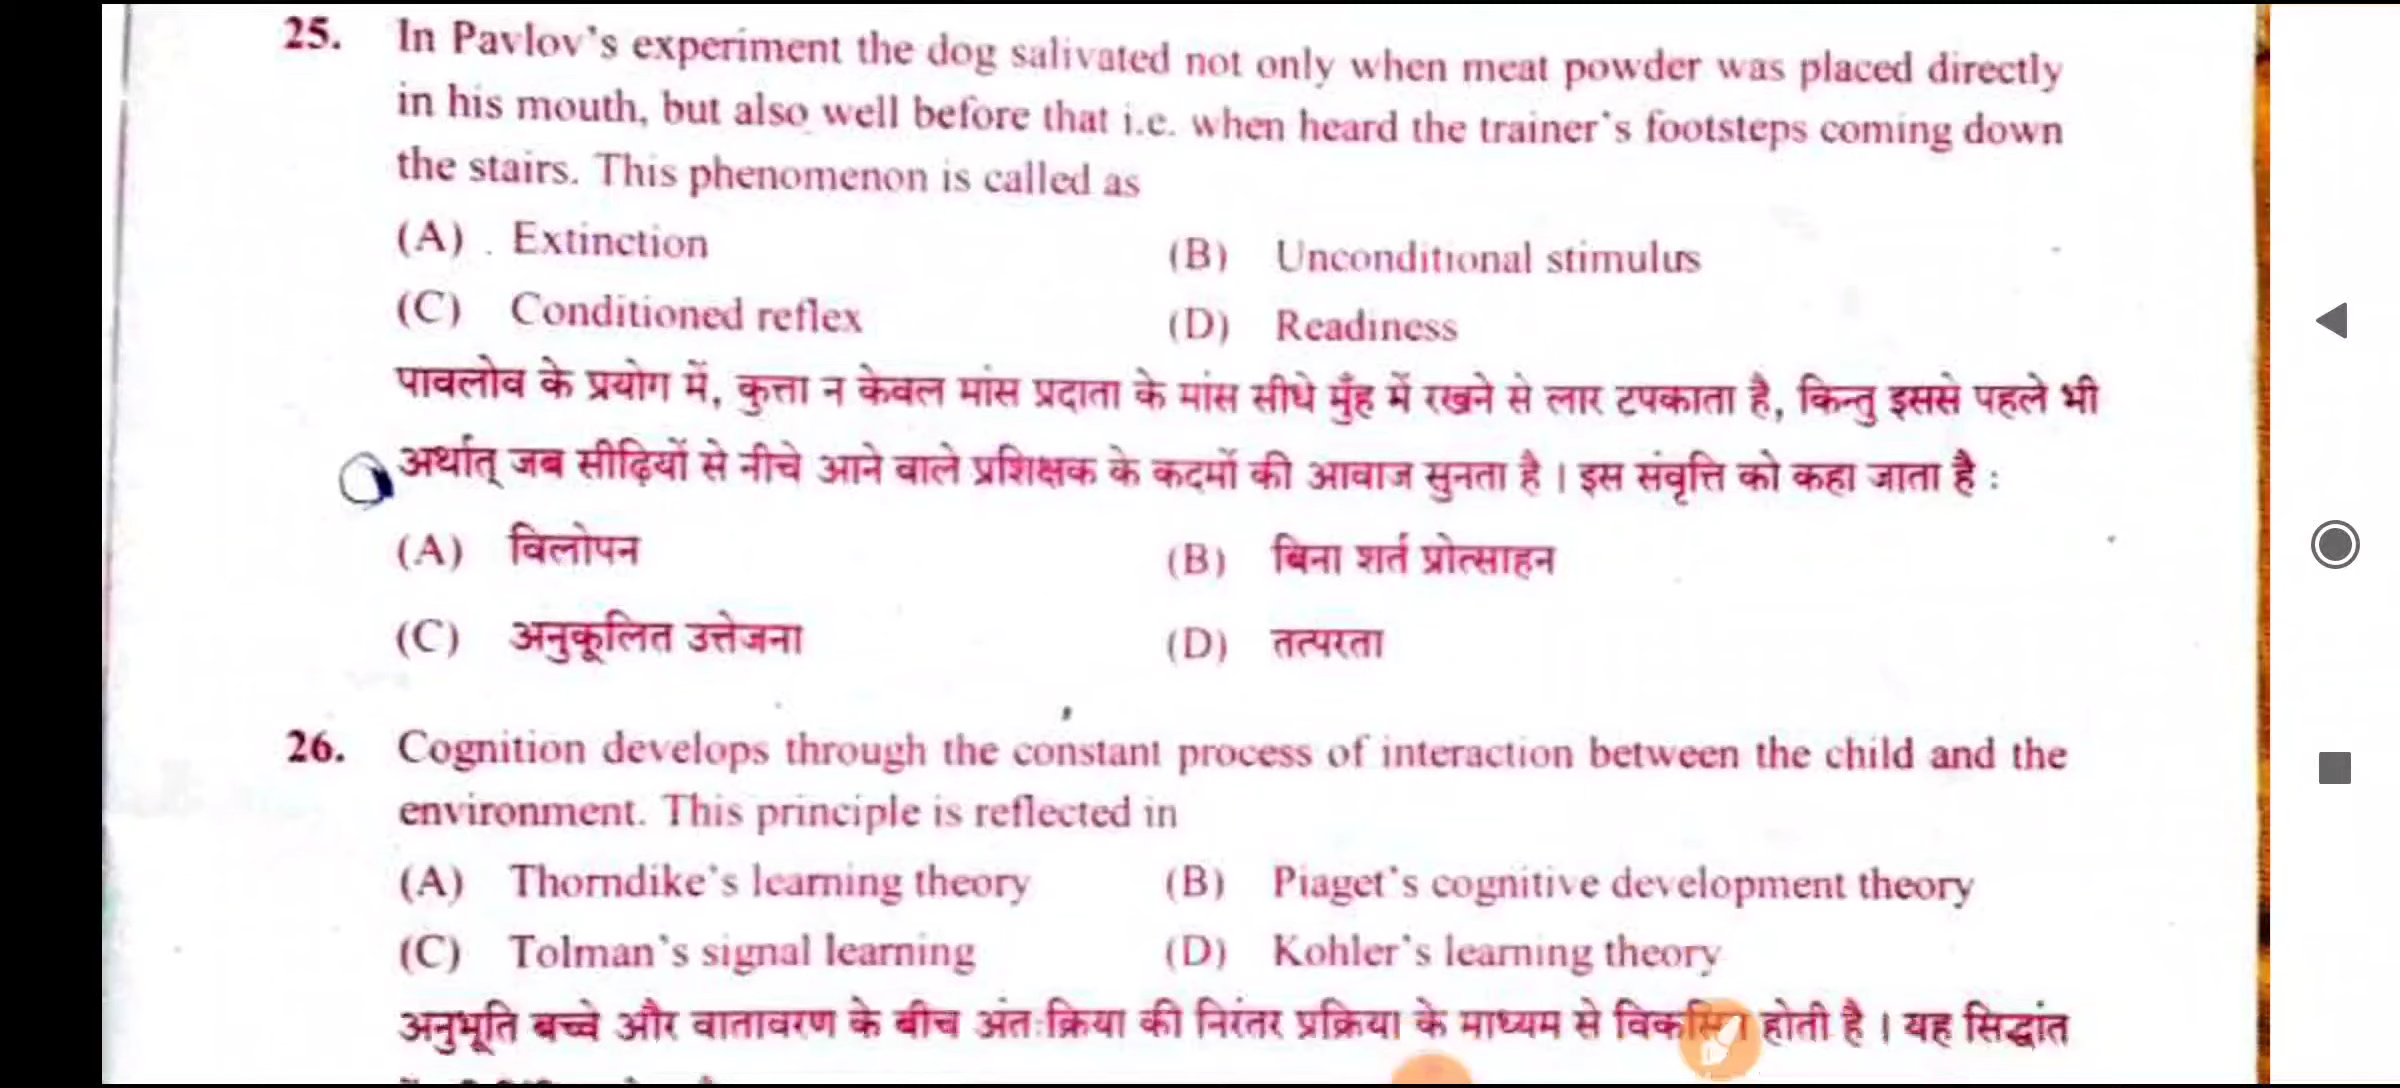 25. In Pavlov's experiment the dog salivated not only when meat powder was placed directly
in his mouth, but also well before that i.e. when heard the trainer's footsteps coming down
the stairs. This phenomenon is called as
(A) . Extinction (B) Unconditional stimulus
(C) Conditioned reflex (D) Readiness
पावलोव के प्रयोग में, कुत्ता न केवल मांस प्रदाता के मांस सीधे मुँह में रखने से लार टपकाता है, किन्तु इससे पहले भी
अर्थात् जब सीढ़ियों से नीचे आने वाले प्रशिक्षक के कदमों की आवाज सुनता है । इस संवृत्ति को कहा जाता है :
(A) विलोपन (B) बिना शर्त प्रोत्साहन
(C) अनुकूलित उत्तेजना (D) तत्परता
26. Cognition develops through the constant process of interaction between the child and the
environment. This principle is reflected in
(A) Thorndike's learning theory (B) Piaget's cognitive development theory
(C) Tolman's signal learning (D) Kohler's learning theory
अनुभूति बच्चे और वातावरण के बीच अंतःक्रिया की निरंतर प्रक्रिया के माध्यम से विकसित होती है । यह सिद्धांत